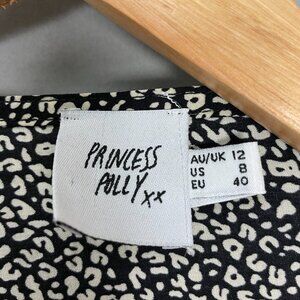 PRINCESS
POLLY xx
AU/UK 12
US 8
EU 40